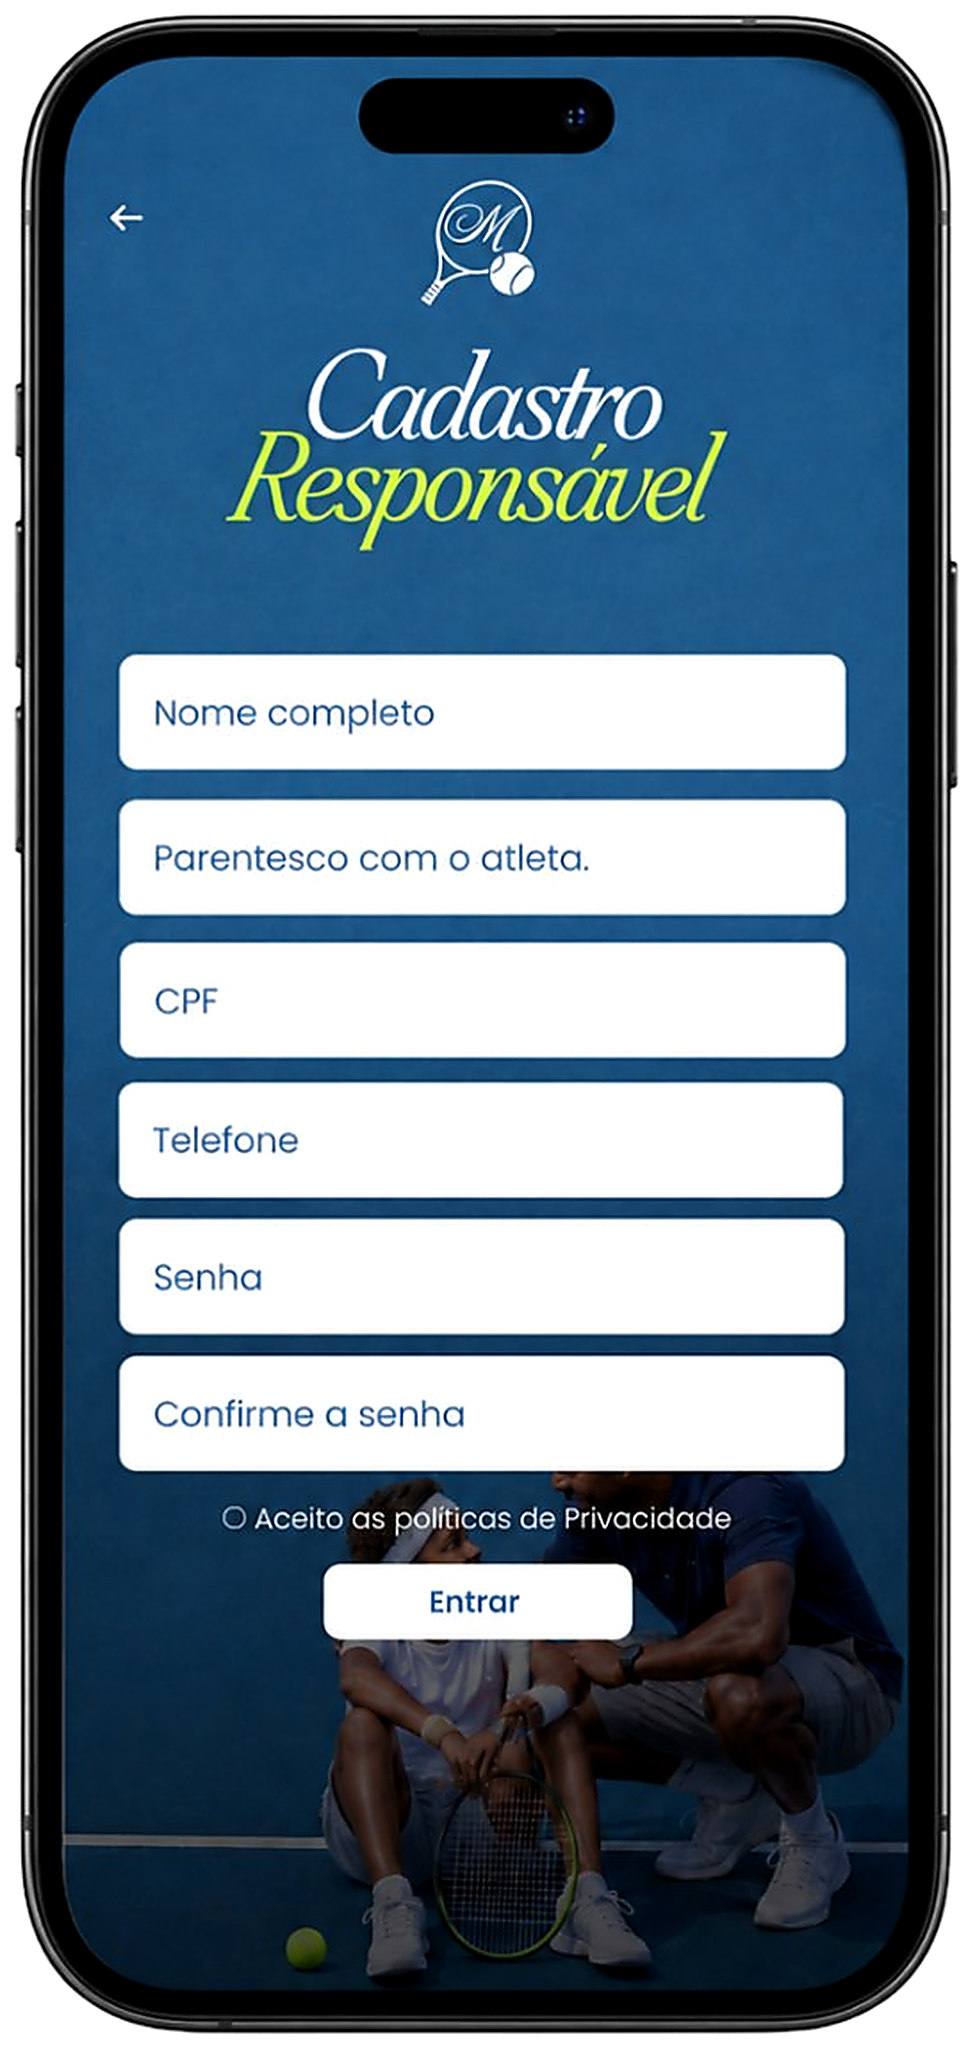 M
Cadastro
Responsável
Nome completo
Parentesco com o atleta.
CPF
Telefone
Senha
Confirme a senha
Aceito as políticas de Privacidade
Entrar